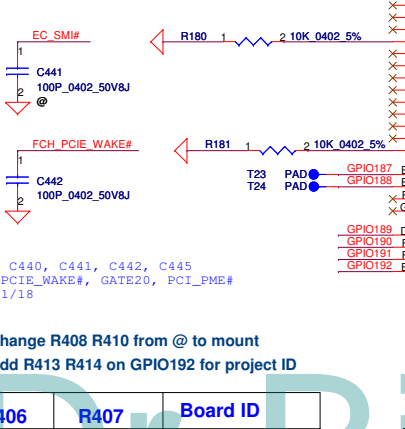 EC_SMI# R180 1 2 10K_0402_5%
1
C441
100P_0402_50V8J
2
@
FCH_PCIE_WAKE# R181 1 2 10K_0402_5%
1
C442
100P_0402_50V8J
2
T23 PAD GPIO187
T24 PAD GPIO188
GPIO189
GPIO190
GPIO191
GPIO192
C440, C441, C442, C445
PCIE_WAKE#, GATE20, PCI_PME#
1/18
hange R408 R410 from @ to mount
dd R413 R414 on GPIO192 for project ID
406 R407 Board ID